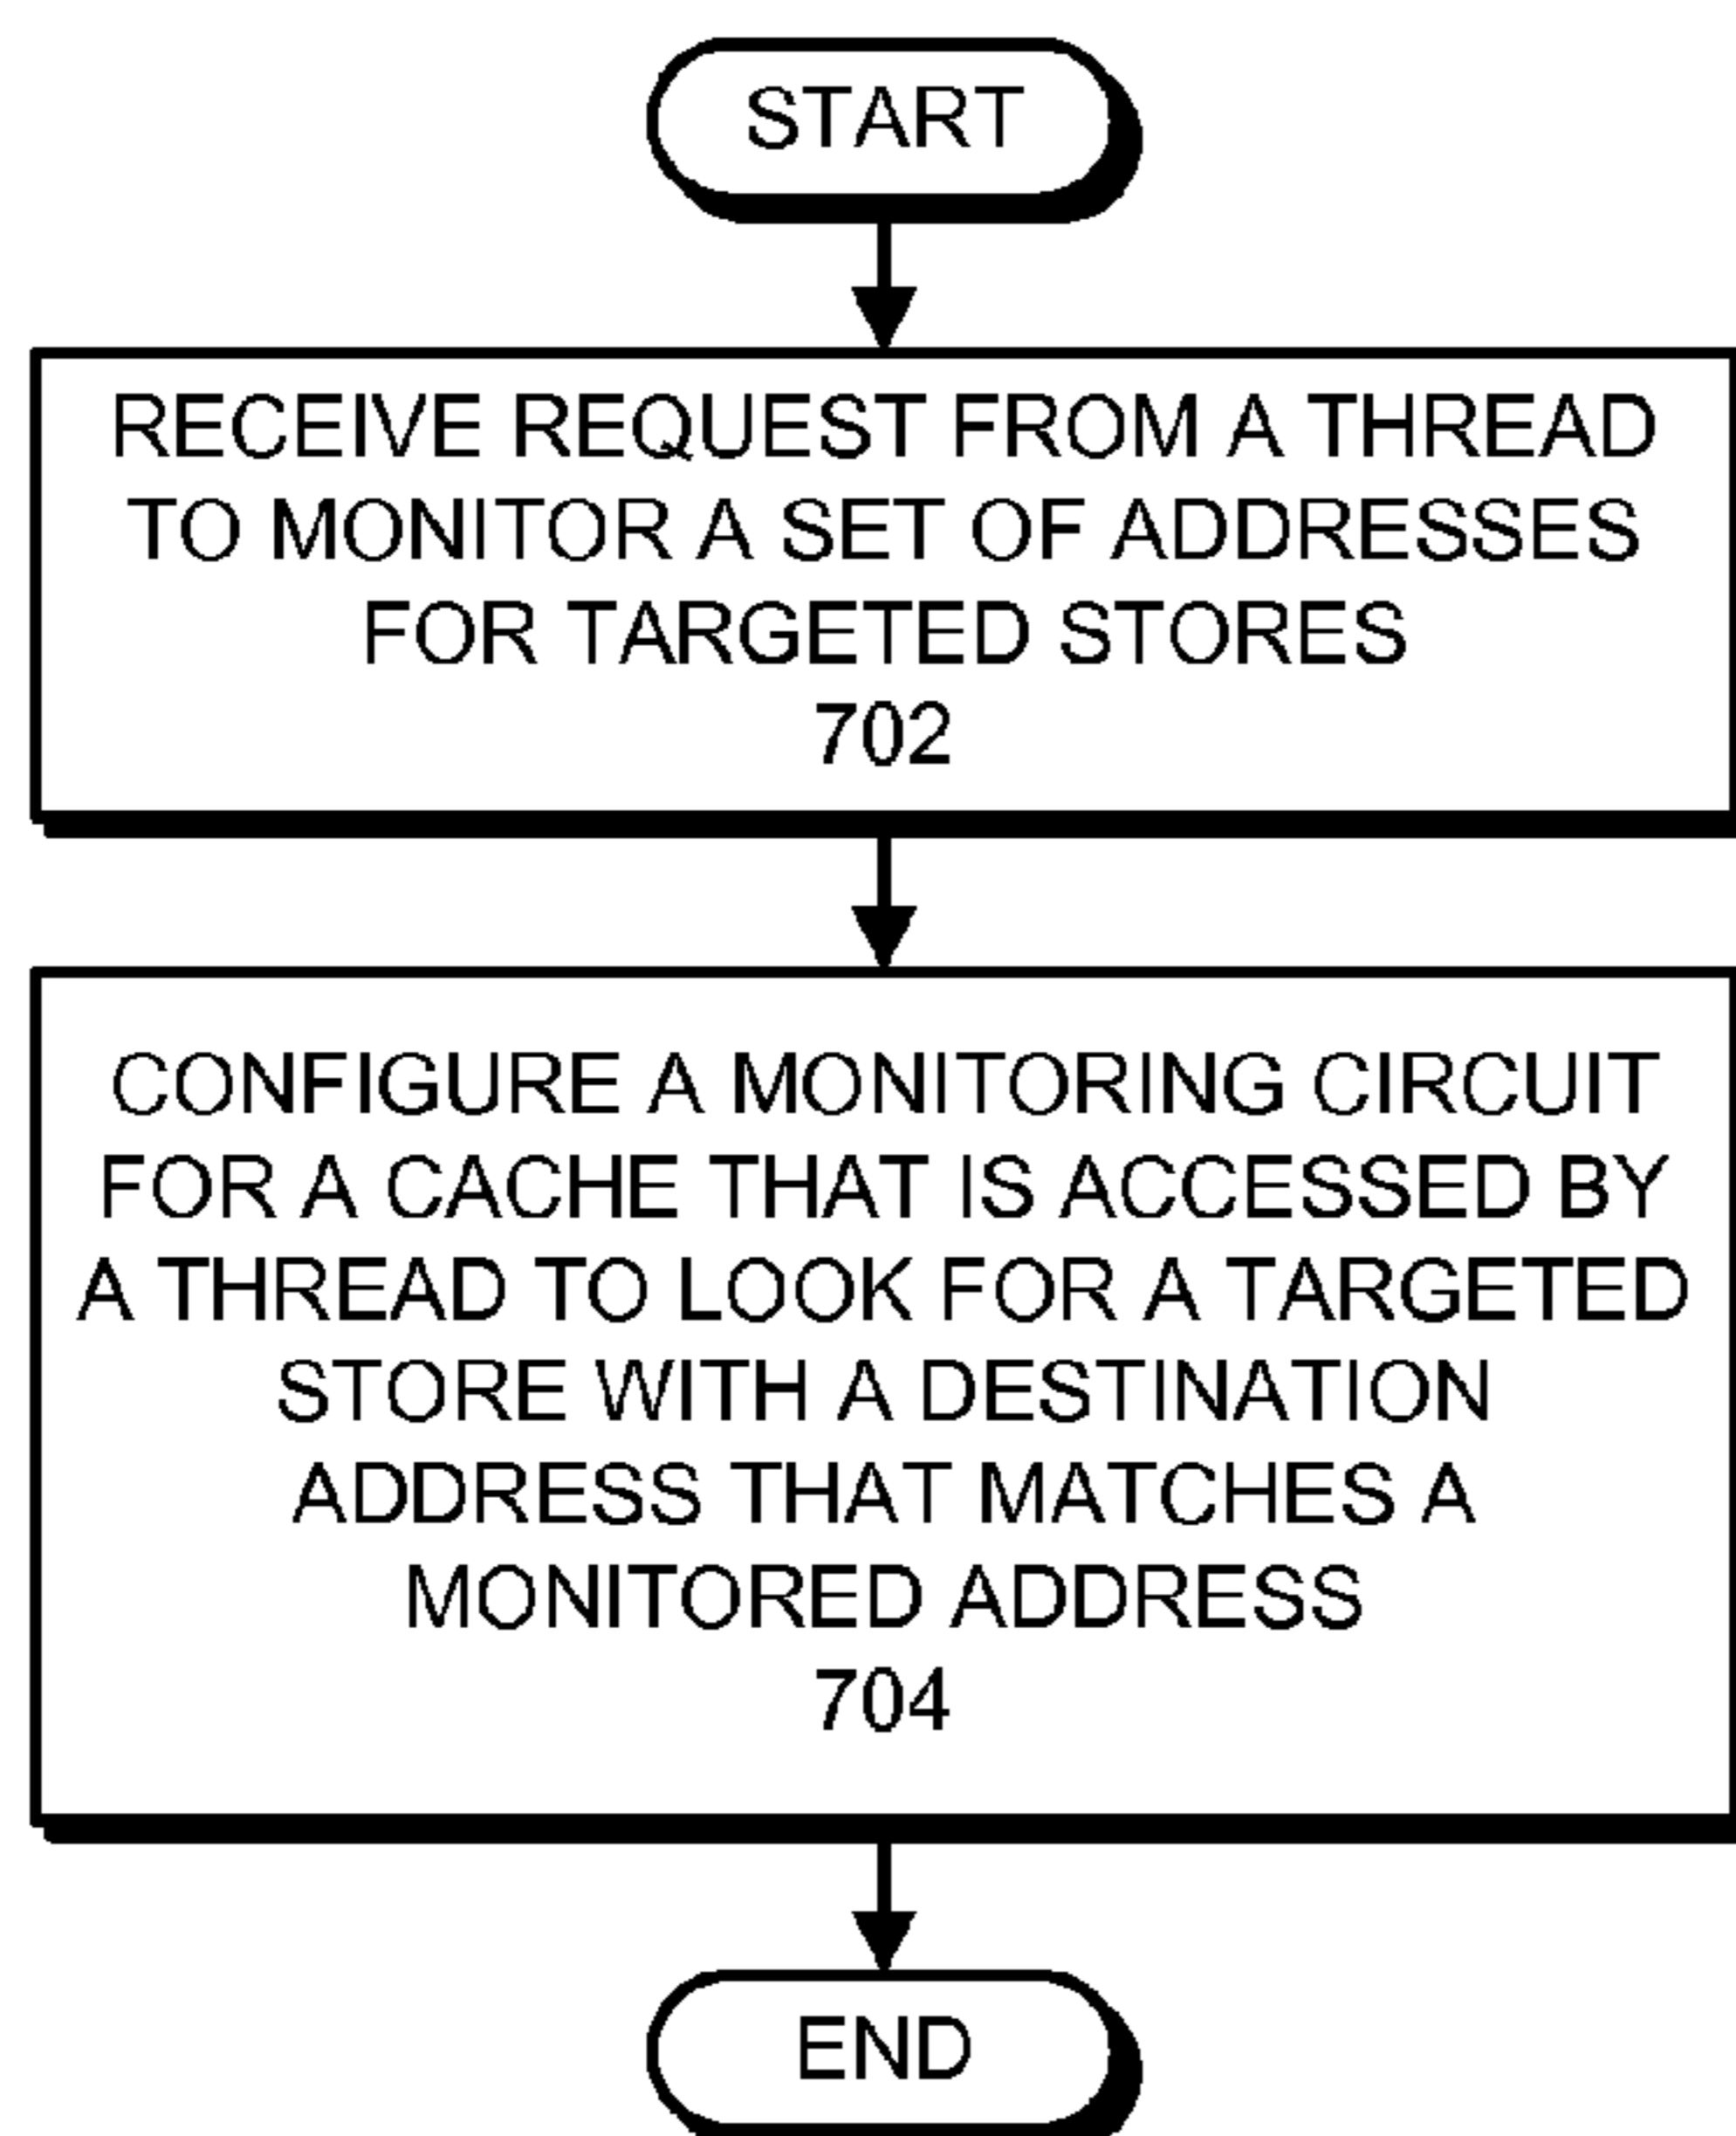 START
RECEIVE REQUEST FROM A THREAD
TO MONITOR A SET OF ADDRESSES
FOR TARGETED STORES
702
CONFIGURE A MONITORING CIRCUIT
FOR A CACHE THAT IS ACCESSED BY
A THREAD TO LOOK FOR A TARGETED
STORE WITH A DESTINATION
ADDRESS THAT MATCHES A
MONITORED ADDRESS
704
END